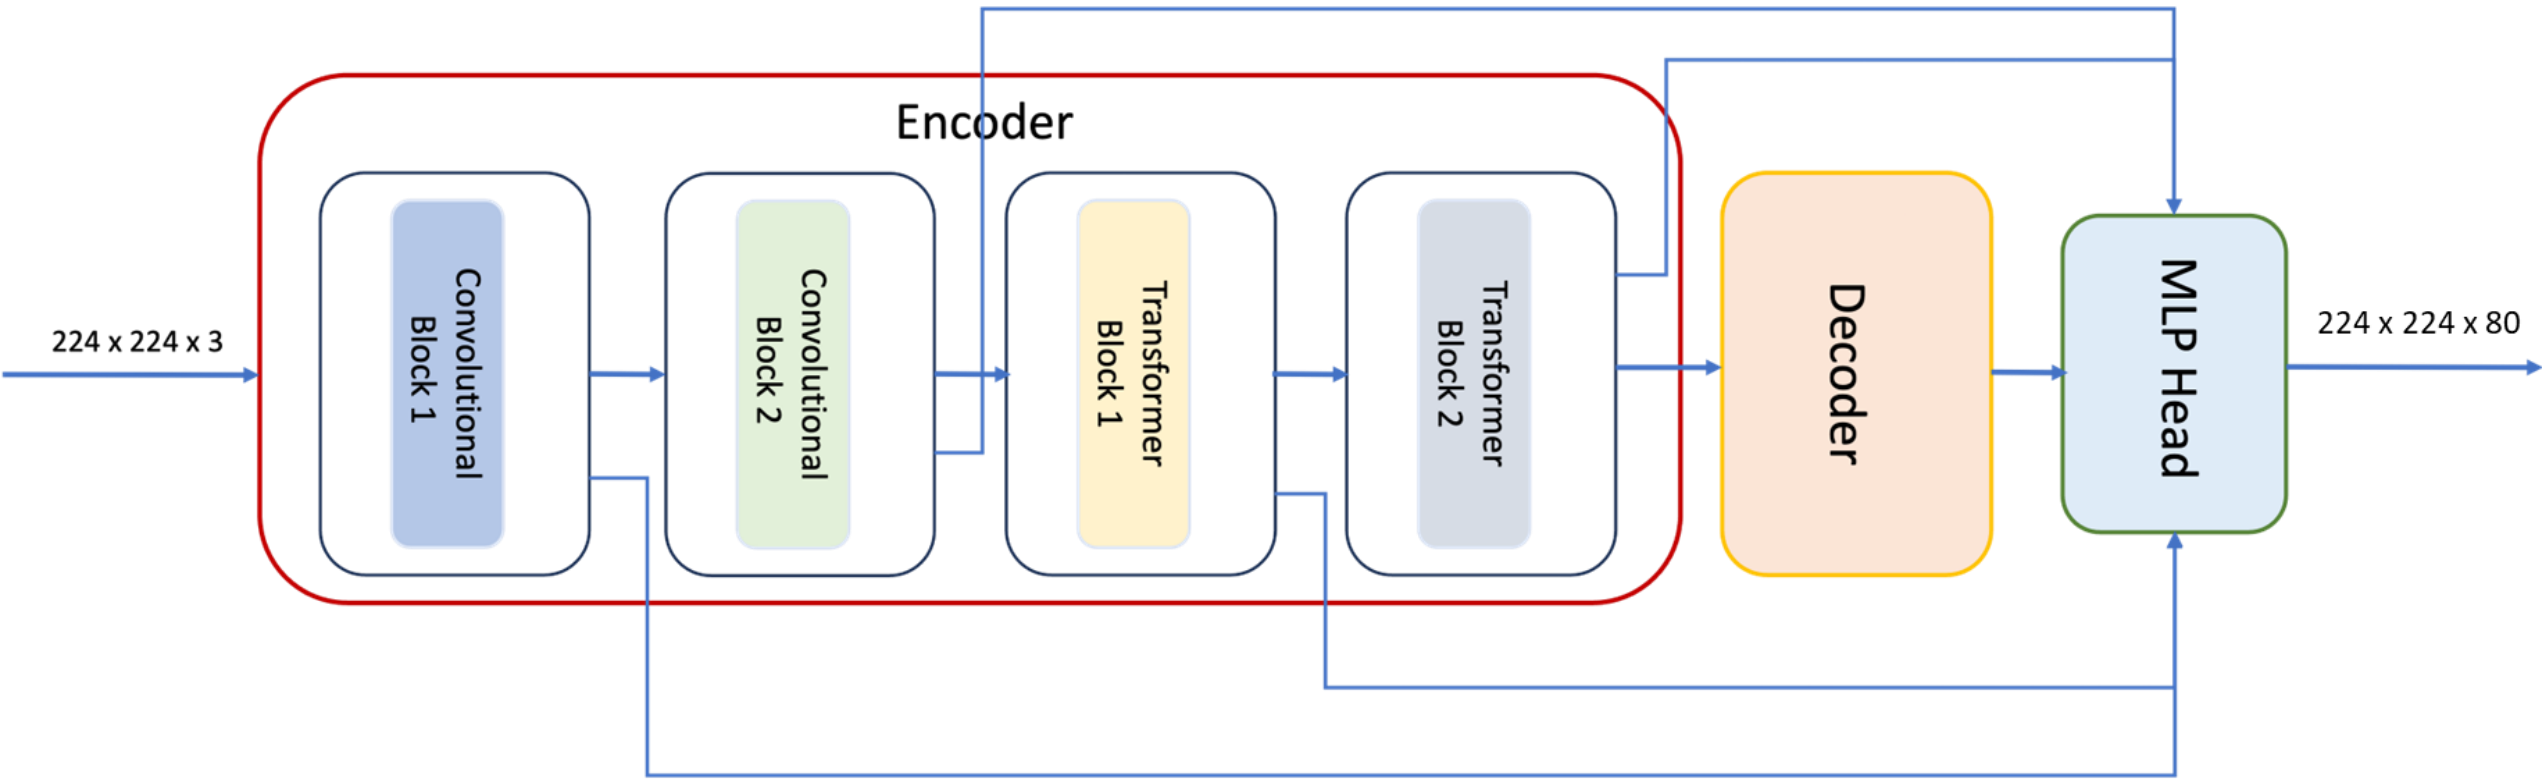 Encoder
224 x 224 x 3
Convolutional
Block 1
Convolutional
Block 2
Transformer
Block 1
Transformer
Block 2
Decoder
MLP Head
224 x 224 x 80